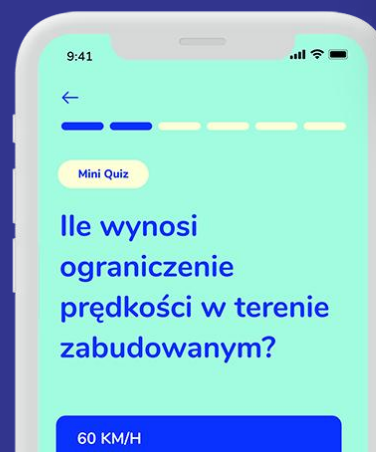 9:41
Mini Quiz
Ile wynosi
ograniczenie
prędkości w terenie
zabudowanym?
60 KM/H